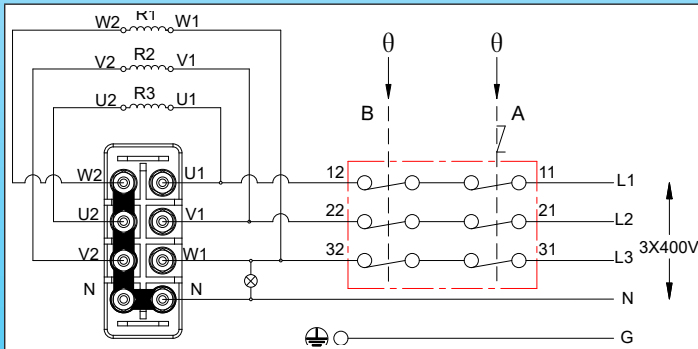 W2 R1 W1
V2 R2 V1
U2 R3 U1
θ θ
B A
W2 U1 12 11 L1
U2 V1 22 21 L2
V2 W1 32 31 L3
3X400V
N N N
G